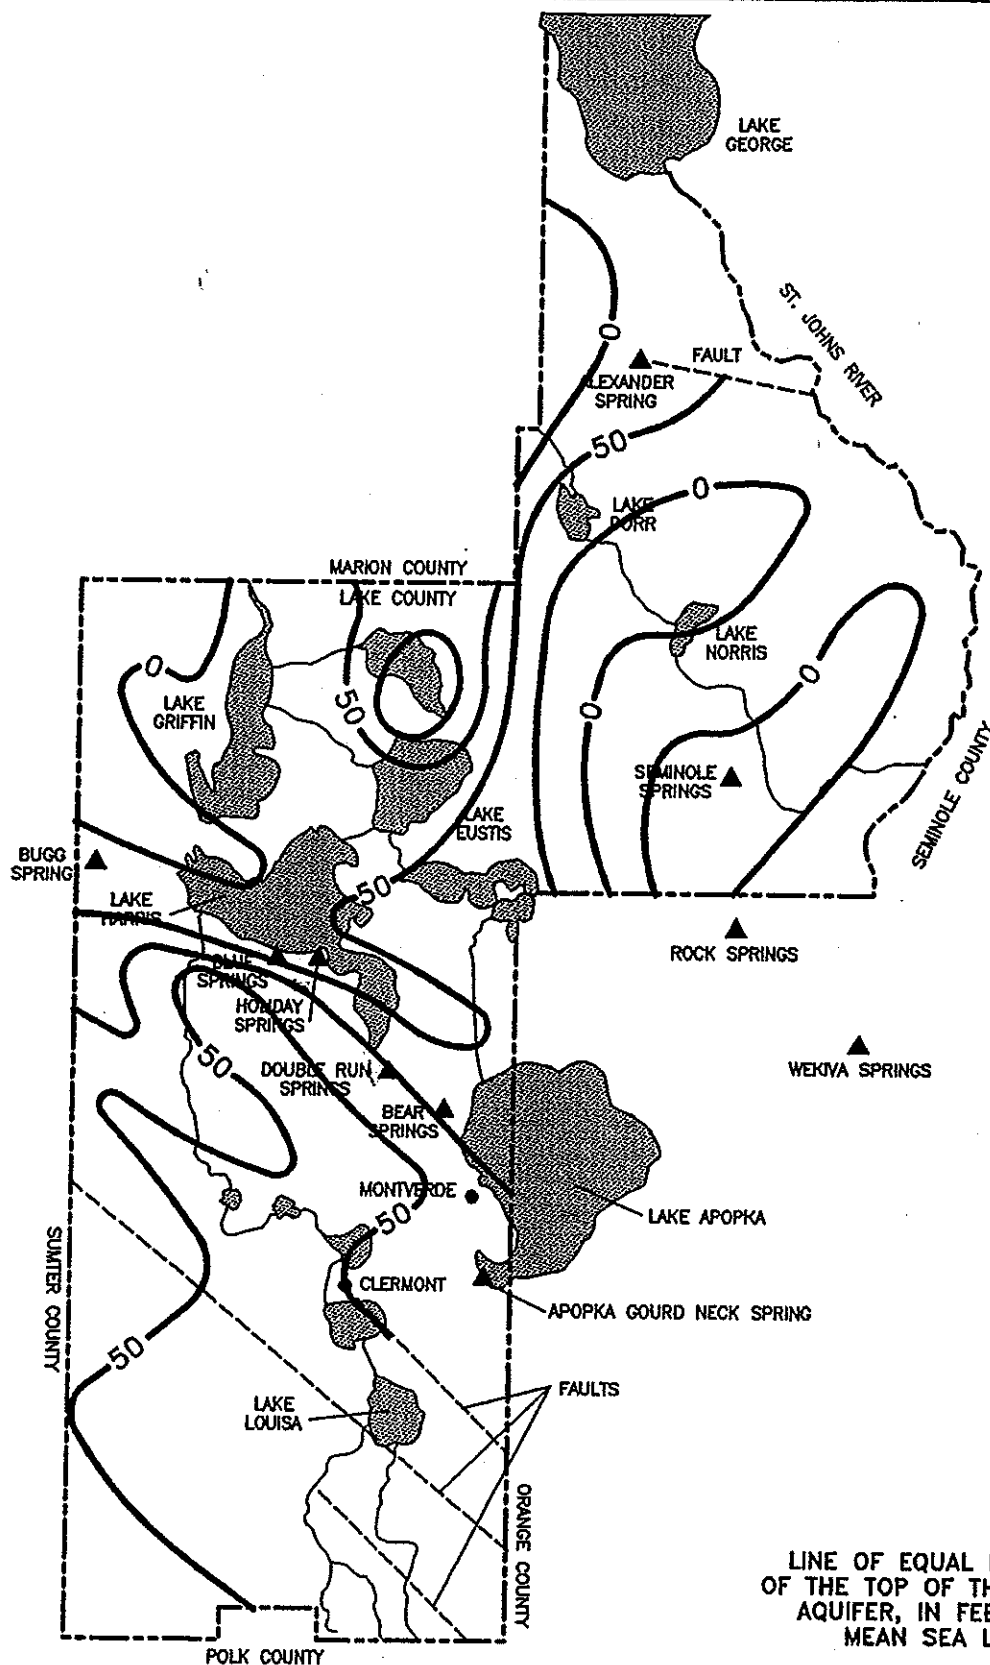 LAKE
GEORGE
ST. JOHNS RIVER
0
FAULT
ALEXANDER
SPRING
50
0
LAKE
DORR
MARION COUNTY
LAKE COUNTY
LAKE
NORRIS
0
0
LAKE
GRIFFIN
50
0
0
SEMINOLE
SPRINGS
SEMINOLE COUNTY
LAKE
EUSTIS
BUGG
SPRING
50
LAKE
HARRIS
ROCK SPRINGS
BLUE
SPRINGS
HOLIDAY
SPRINGS
50
DOUBLE RUN
SPRINGS
WEKIVA SPRINGS
BEAR
SPRINGS
MONTVERDE
50
LAKE APOPKA
SUMTER COUNTY
CLERMONT
APOPKA GOURD NECK SPRING
50
FAULTS
LAKE
LOUISA
ORANGE COUNTY
LINE OF EQUAL
OF THE TOP OF TH
AQUIFER, IN FEE
MEAN SEA L
POLK COUNTY